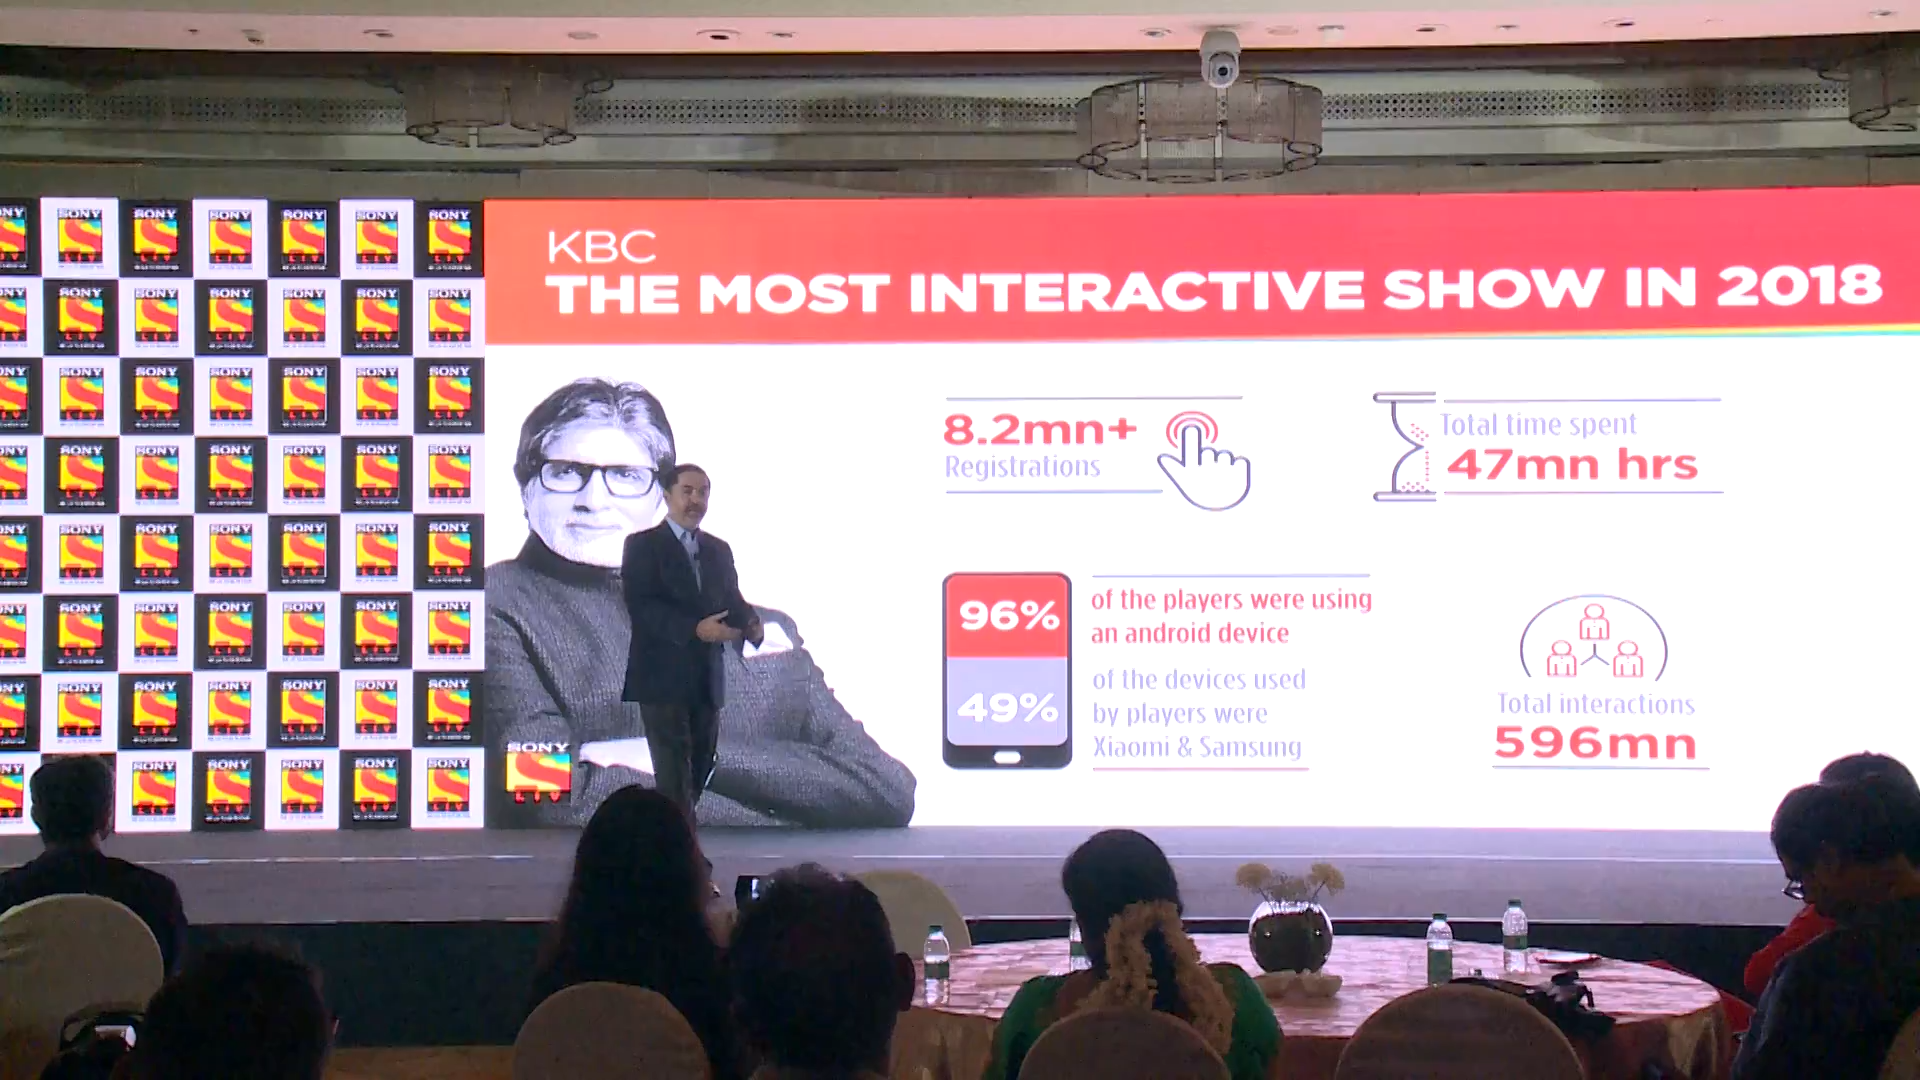 KBC
THE MOST INTERACTIVE SHOW IN 2018
8.2mn+
Registrations
Total time spent
47mn hrs
96%
of the players were using
an android device
49%
of the devices used
by players were
Xiaomi & Samsung
Total interactions
596mn
SONY
LIV